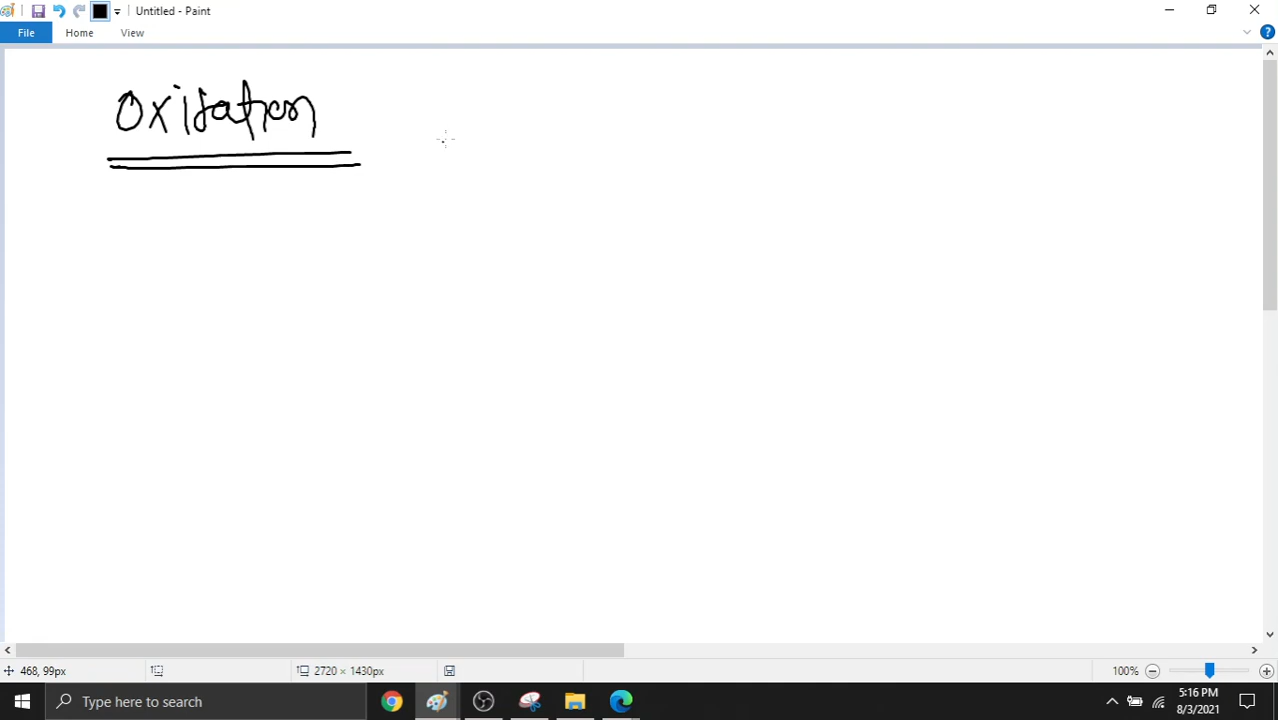 Untitled - Paint
File Home View
Oxidation
468, 99px
2720 × 1430px
100%
Type here to search
5:16 PM
8/3/2021